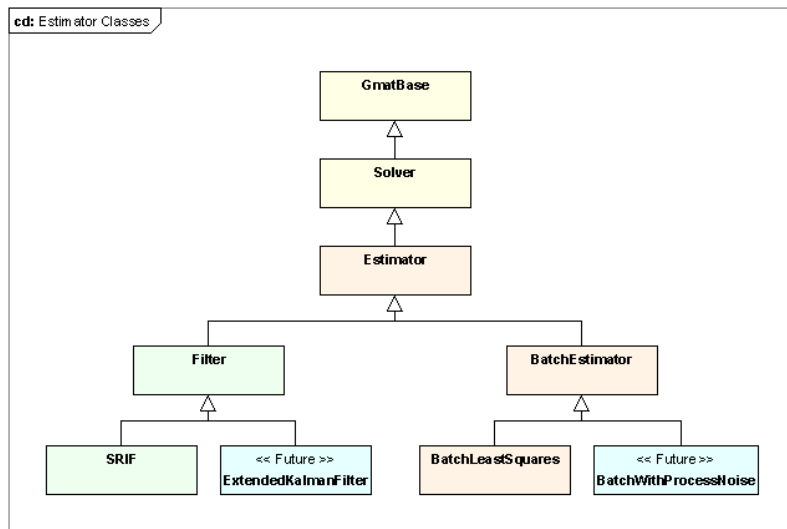 cd: Estimator Classes
GmatBase
Solver
Estimator
Filter
BatchEstimator
SRIF
<< Future >>
ExtendedKalmanFilter
BatchLeastSquares
<< Future >>
BatchWithProcessNoise